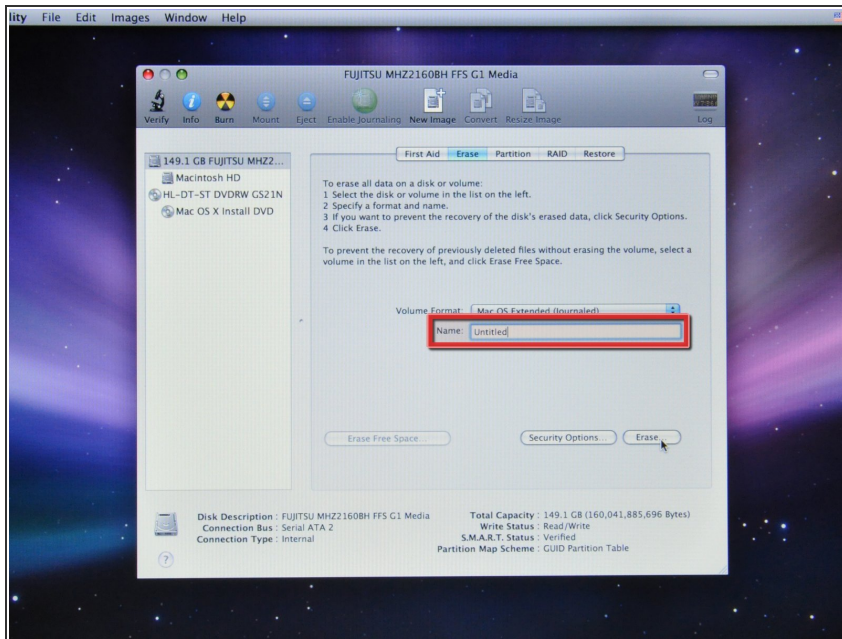 lity File Edit Images Window Help
FUJITSU MHZ2160BH FFS G1 Media
Verify Info Burn Mount Eject Enable Journaling New Image Convert Resize Image Log
149.1 GB FUJITSU MHZ2...
Macintosh HD
HL-DT-ST DVDRW GS21N
Mac OS X Install DVD
First Aid Erase Partition RAID Restore
To erase all data on a disk or volume:
1 Select the disk or volume in the list on the left.
2 Specify a format and name.
3 If you want to prevent the recovery of the disk's erased data, click Security Options.
4 Click Erase.
To prevent the recovery of previously deleted files without erasing the volume, select a
volume in the list on the left, and click Erase Free Space.
Volume Format: Mac OS Extended (Journaled)
Name: Untitled
Erase Free Space... Security Options... Erase...
Disk Description : FUJITSU MHZ2160BH FFS G1 Media
Connection Bus : Serial ATA 2
Connection Type : Internal
Total Capacity : 149.1 GB (160,041,885,696 Bytes)
Write Status : Read/Write
S.M.A.R.T. Status : Verified
Partition Map Scheme : GUID Partition Table
?